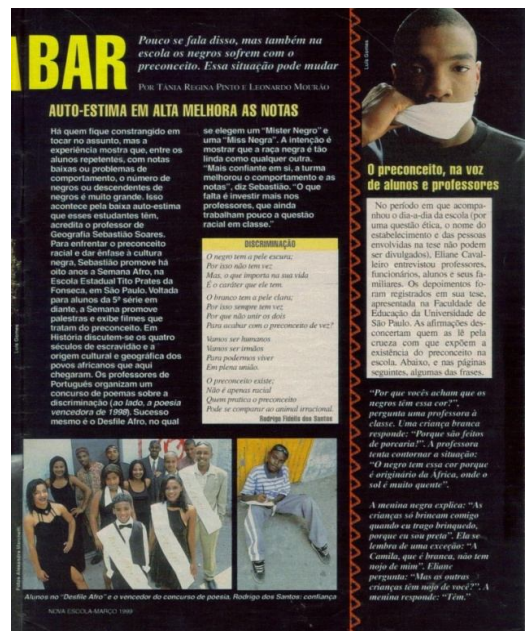 BAR
Pouco se fala disso, mas também na
escola os negros sofrem com o
preconceito. Essa situação pode mudar
POR TÂNIA REGINA PINTO E LEONARDO MOURÃO
AUTO-ESTIMA EM ALTA MELHORA AS NOTAS
Há quem fique constrangido em
tocar no assunto, mas a
experiência mostra que, entre os
alunos repetentes, com notas
baixas ou problemas de
comportamento, o número de
negros ou descendentes de
negros é muito grande. Isso
acontece pela baixa auto-estima
que esses estudantes têm,
acredita o professor de
Geografia Sebastião Soares.
Para enfrentar o preconceito
racial e dar ênfase à cultura
negra, Sebastião promove há
oito anos a Semana Afro, na
Escola Estadual Tito Prates da
Fonseca, em São Paulo. Voltada
para alunos da 5ª série em
diante, a Semana promove
palestras e exibe filmes que
tratam do preconceito. Em
História discutem-se os quatro
séculos de escravidão e a
origem cultural e geográfica dos
povos africanos que aqui
chegaram. Os professores de
Português organizam um
concurso de poemas sobre a
discriminação (ao lado, a poesia
vencedora de 1998). Sucesso
mesmo é o Desfile Afro, no qual
se elegem um "Mister Negro" e
uma "Miss Negra". A intenção é
mostrar que a raça negra é tão
linda como qualquer outra.
"Mais confiante em si, a turma
melhorou o comportamento e as
notas", diz Sebastião. "O que
falta é investir mais nos
professores, que ainda
trabalham pouco a questão
racial em classe."
DISCRIMINAÇÃO
O negro tem a pele escura;
Por isso não tem vez
Mas, o que importa na sua vida
É o caráter que ele tem.
O branco tem a pele clara;
Por isso sempre tem vez
Por que não unir os dois
Para acabar com o preconceito de vez?
Vamos ser humanos
Vamos ser irmãos
Para podermos viver
Em plena união.
O preconceito existe;
Não é apenas racial
Quem pratica o preconceito
Pode se comparar ao animal irracional.
Rodrigo Fidélis dos Santos
Alunos no "Desfile Afro" e o vencedor do concurso de poesia, Rodrigo dos Santos: confiança
NOVA ESCOLA-MARÇO 1999
Luis Gomes
O preconceito, na voz
de alunos e professores
No período em que acompa-
nhou o dia-a-dia da escola (por
uma questão ética, o nome do
estabelecimento e das pessoas
envolvidas na tese não podem
ser divulgados), Eliane Caval-
leiro entrevistou professores,
funcionários, alunos e seus fa-
miliares. Os depoimentos fo-
ram registrados em sua tese,
apresentada na Faculdade de
Educação da Universidade de
São Paulo. As afirmações des-
concertam quem as lê pela
crueza com que expõem a
existência do preconceito na
escola. Abaixo, e nas páginas
seguintes, algumas das frases.
"Por que vocês acham que os
negros têm essa cor?",
pergunta uma professora à
classe. Uma criança branca
responde: "Porque são feitos
de porcaria?". A professora
tenta contornar a situação:
"O negro tem essa cor porque
é originário da África, onde o
sol é muito quente".
A menina negra explica: "As
crianças só brincam comigo
quando eu trago brinquedo,
porque eu sou preta". Ela se
lembra de uma exceção: "A
Camila, que é branca, não tem
nojo de mim". Eliane
pergunta: "Mas as outras
crianças têm nojo de você?". A
menina responde: "Têm."